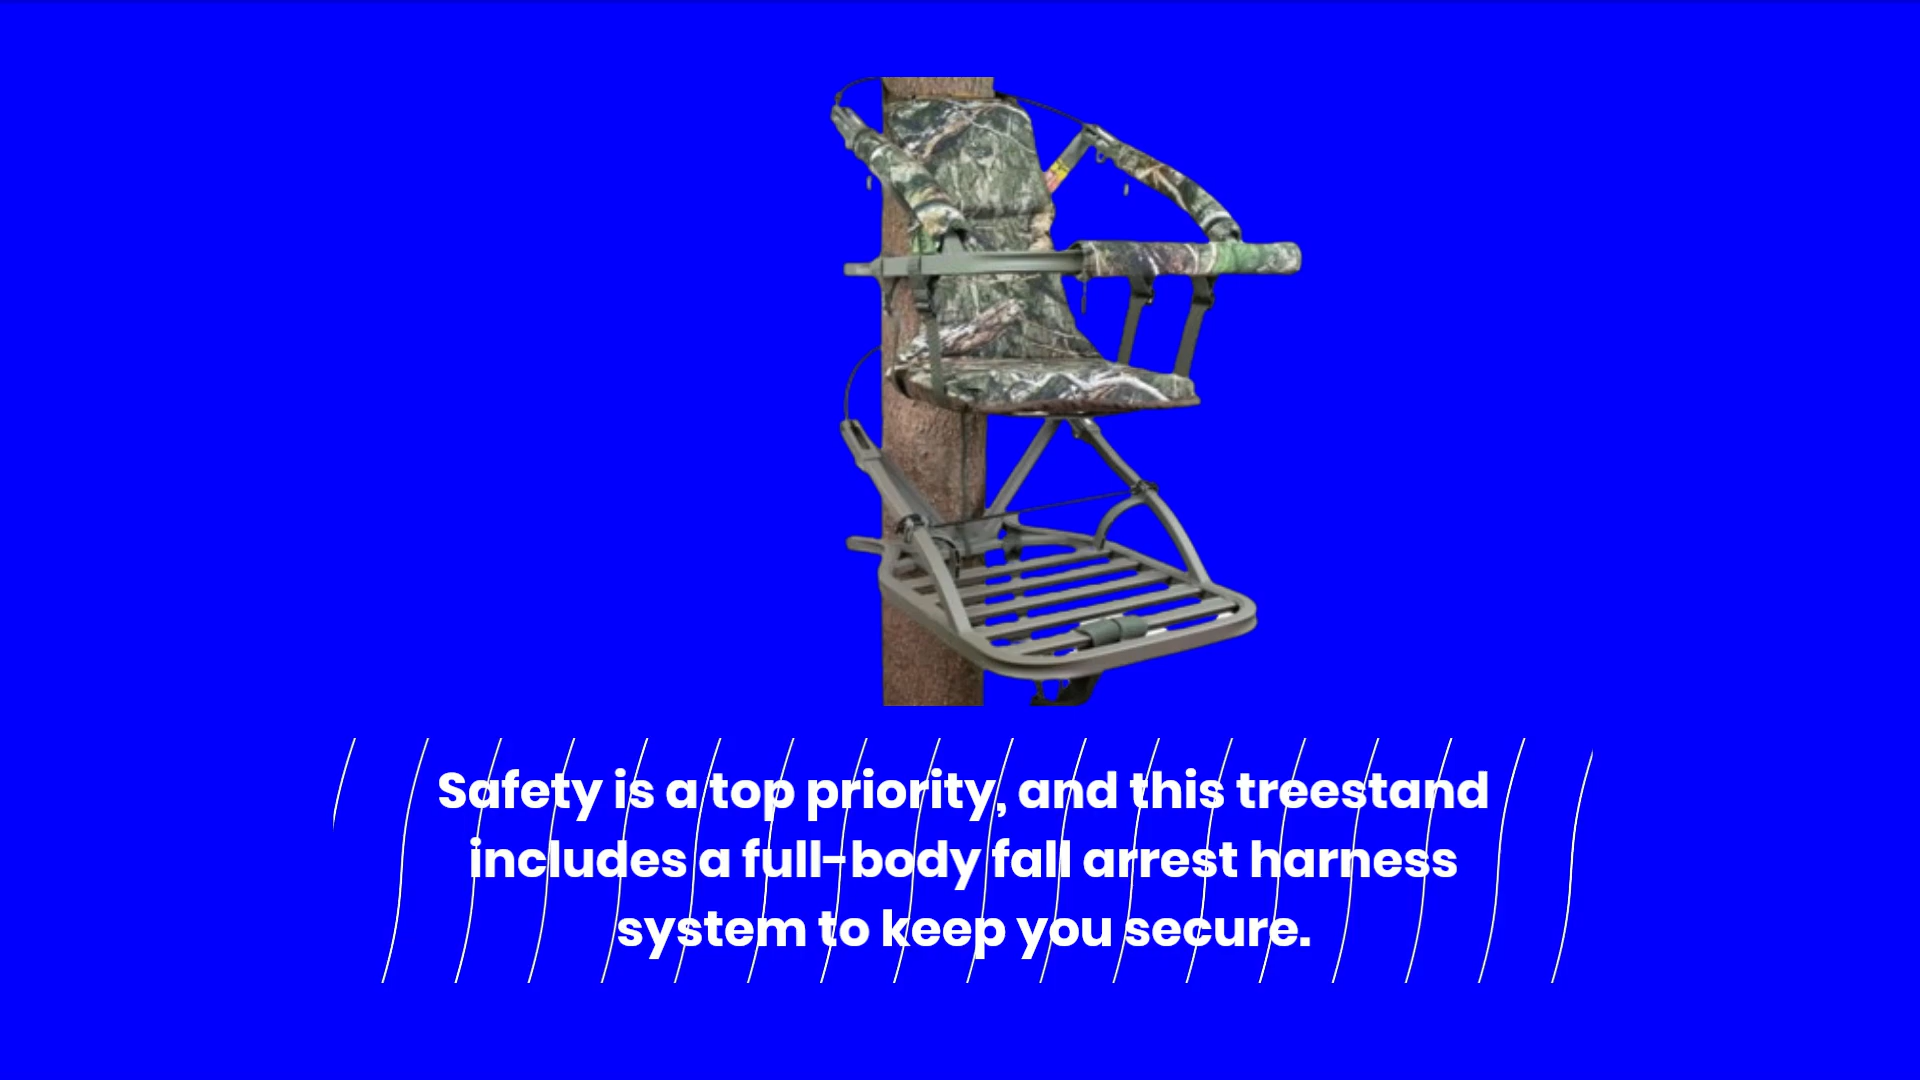 Safety is a top priority, and this treestand
includes a full-body fall arrest harness
system to keep you secure.